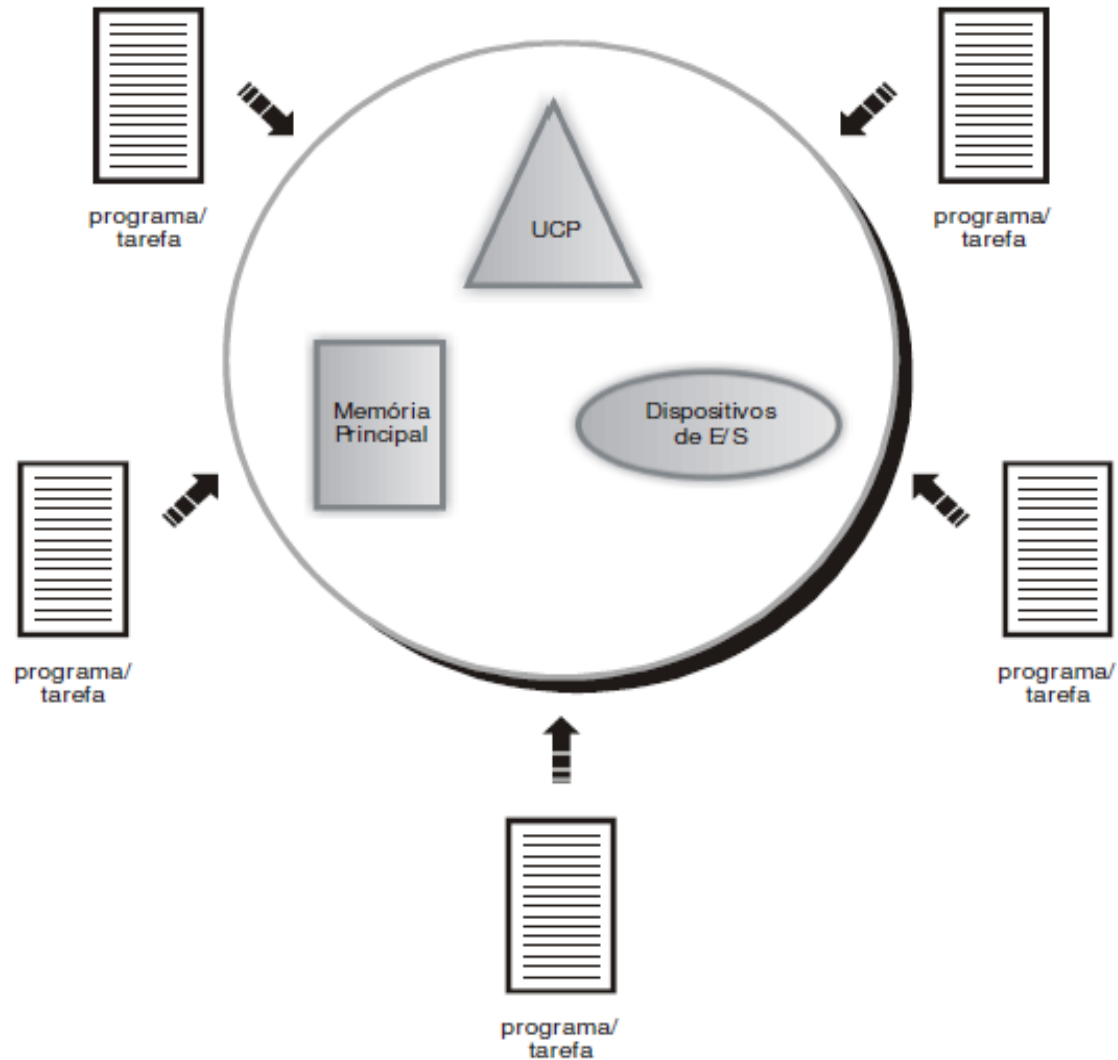 programa/
tarefa
programa/
tarefa
UCP
Memória
Principal
Dispositivos
de E/S
programa/
tarefa
programa/
tarefa
programa/
tarefa